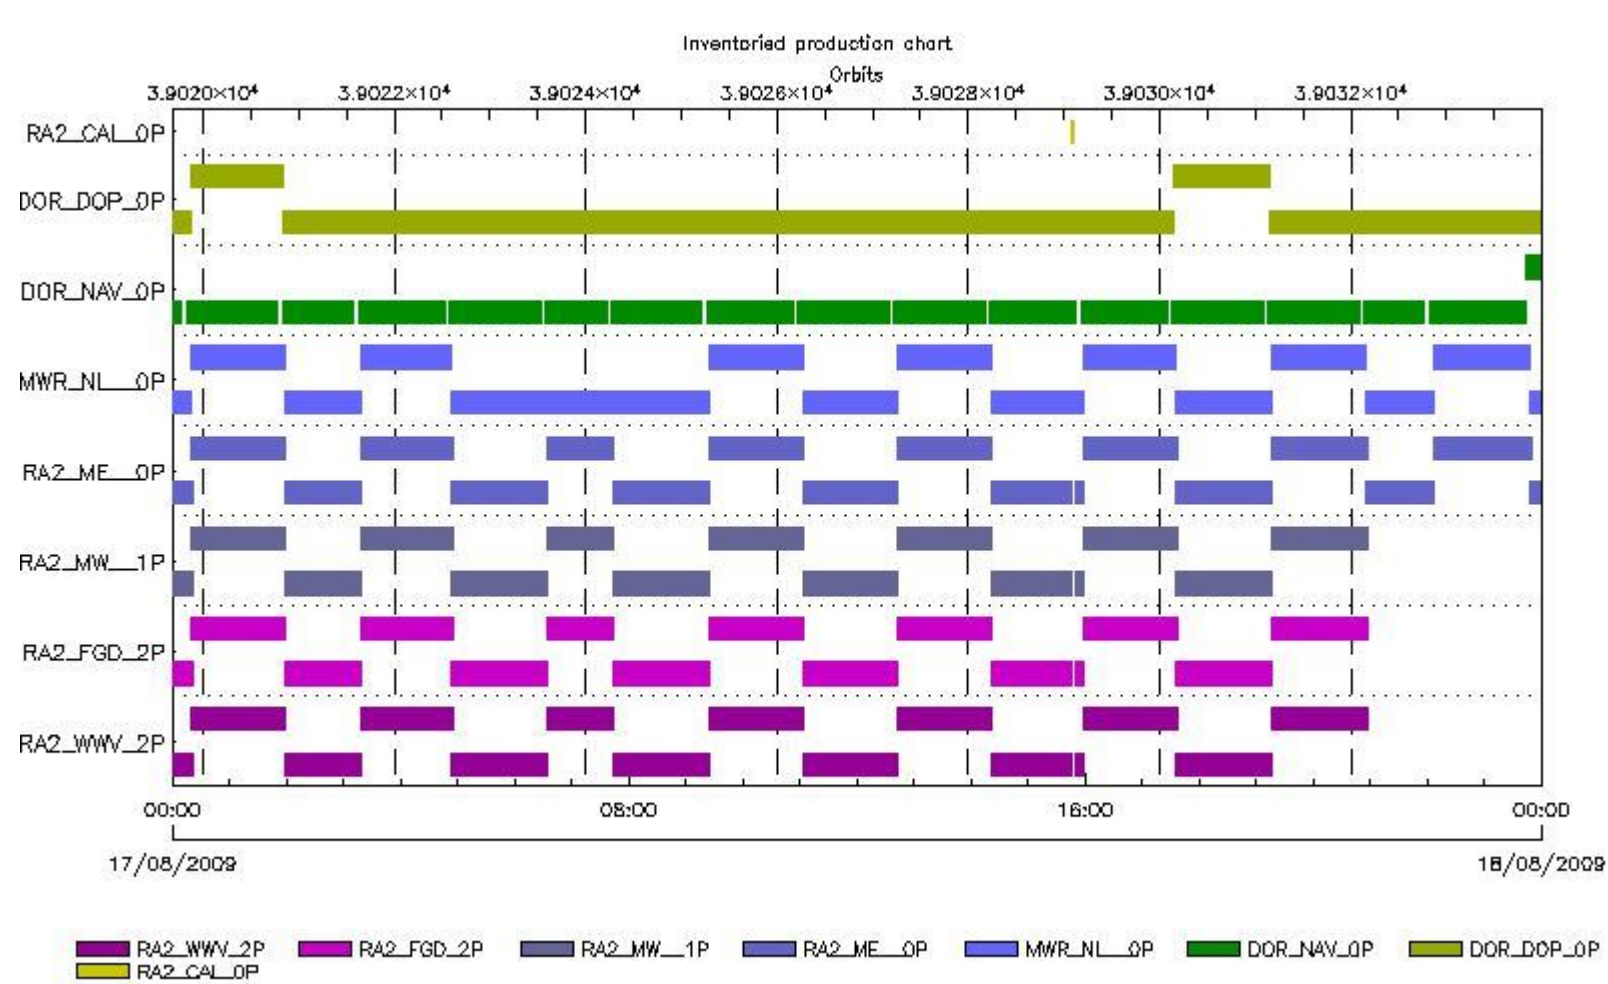 Inventoried production chart
Orbits
3.9020×10⁴ 3.9022×10⁴ 3.9024×10⁴ 3.9026×10⁴ 3.9028×10⁴ 3.9030×10⁴ 3.9032×10⁴
RA2_CAL_0P
DOR_DOP_0P
DOR_NAV_0P
MWR_NL__0P
RA2_ME__0P
RA2_MW__1P
RA2_FGD_2P
RA2_WWV_2P
00:00 08:00 16:00 00:00
17/08/2009 18/08/2009
RA2_WWV_2P RA2_FGD_2P RA2_MW__1P RA2_ME__0P MWR_NL__0P DOR_NAV_0P DOR_DOP_0P
RA2_CAL_0P